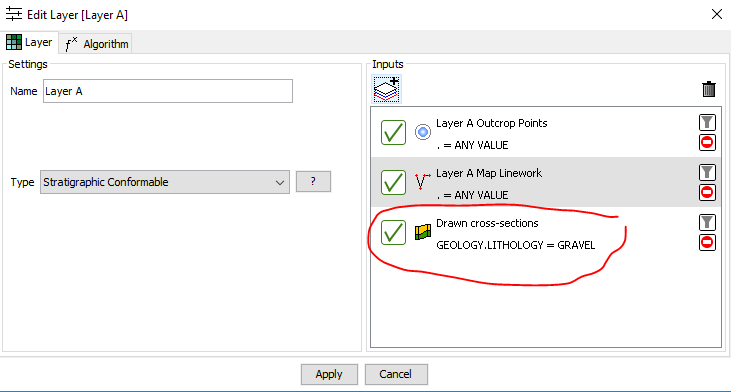 Edit Layer [Layer A]
Layer
fx Algorithm
Settings
Name Layer A
Type Stratigraphic Conformable ?
Inputs
Layer A Outcrop Points
. = ANY VALUE
Layer A Map Linework
. = ANY VALUE
Drawn cross-sections
GEOLOGY.LITHOLOGY = GRAVEL
Apply Cancel